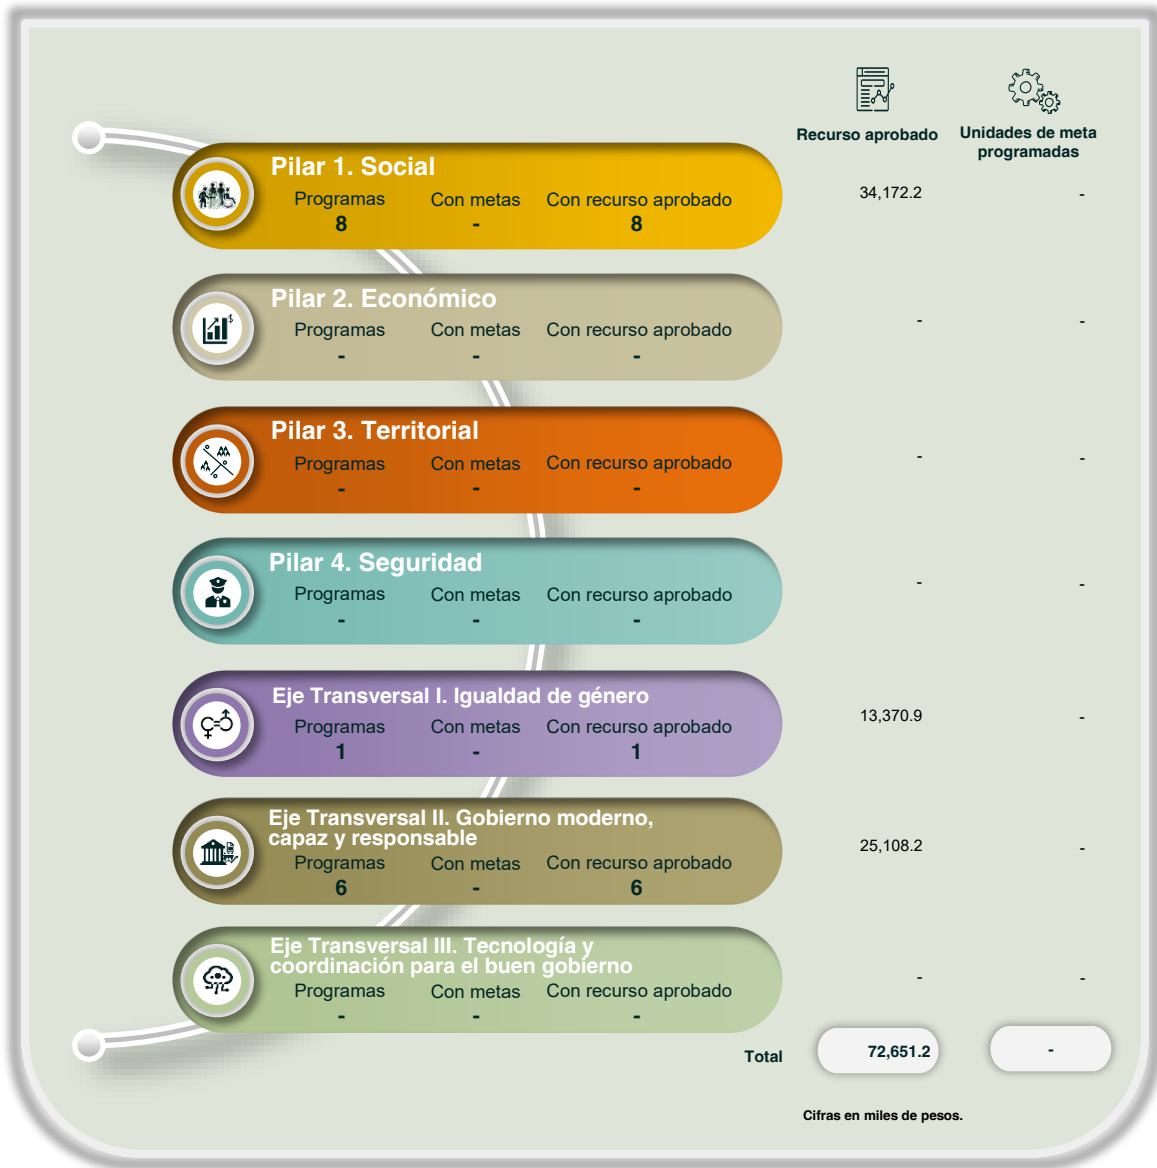 Recurso aprobado
Unidades de meta
programadas
Pilar 1. Social
Programas Con metas Con recurso aprobado
8 - 8
34,172.2 -
Pilar 2. Económico
Programas Con metas Con recurso aprobado
- - -
- -
Pilar 3. Territorial
Programas Con metas Con recurso aprobado
- - -
- -
Pilar 4. Seguridad
Programas Con metas Con recurso aprobado
- - -
- -
Eje Transversal I. Igualdad de género
Programas Con metas Con recurso aprobado
1 - 1
13,370.9 -
Eje Transversal II. Gobierno moderno,
capaz y responsable
Programas Con metas Con recurso aprobado
6 - 6
25,108.2 -
Eje Transversal III. Tecnología y
coordinación para el buen gobierno
Programas Con metas Con recurso aprobado
- - -
- -
Total 72,651.2 -
Cifras en miles de pesos.